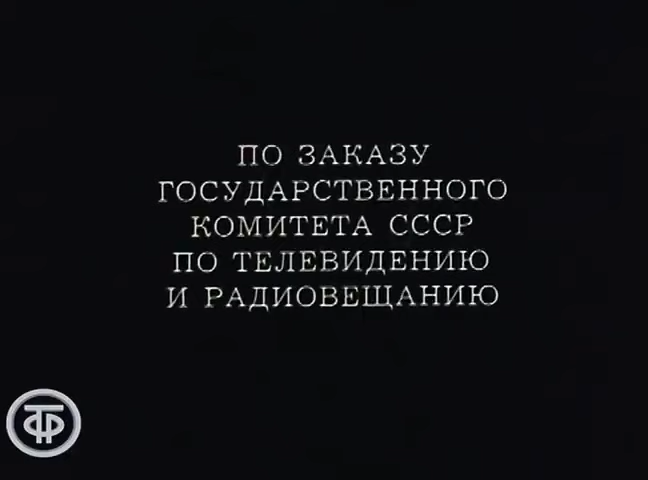 ПО ЗАКАЗУ
ГОСУДАРСТВЕННОГО
КОМИТЕТА СССР
ПО ТЕЛЕВИДЕНИЮ
И РАДИОВЕЩАНИЮ